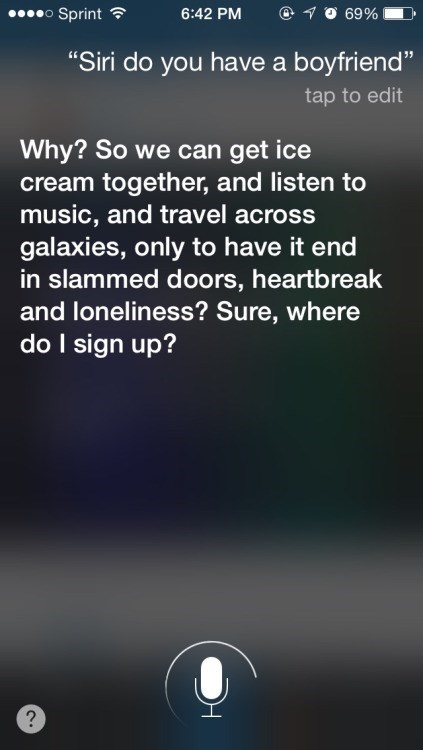 Sprint 6:42 PM 69%
“Siri do you have a boyfriend”
tap to edit
Why? So we can get ice
cream together, and listen to
music, and travel across
galaxies, only to have it end
in slammed doors, heartbreak
and loneliness? Sure, where
do I sign up?
?